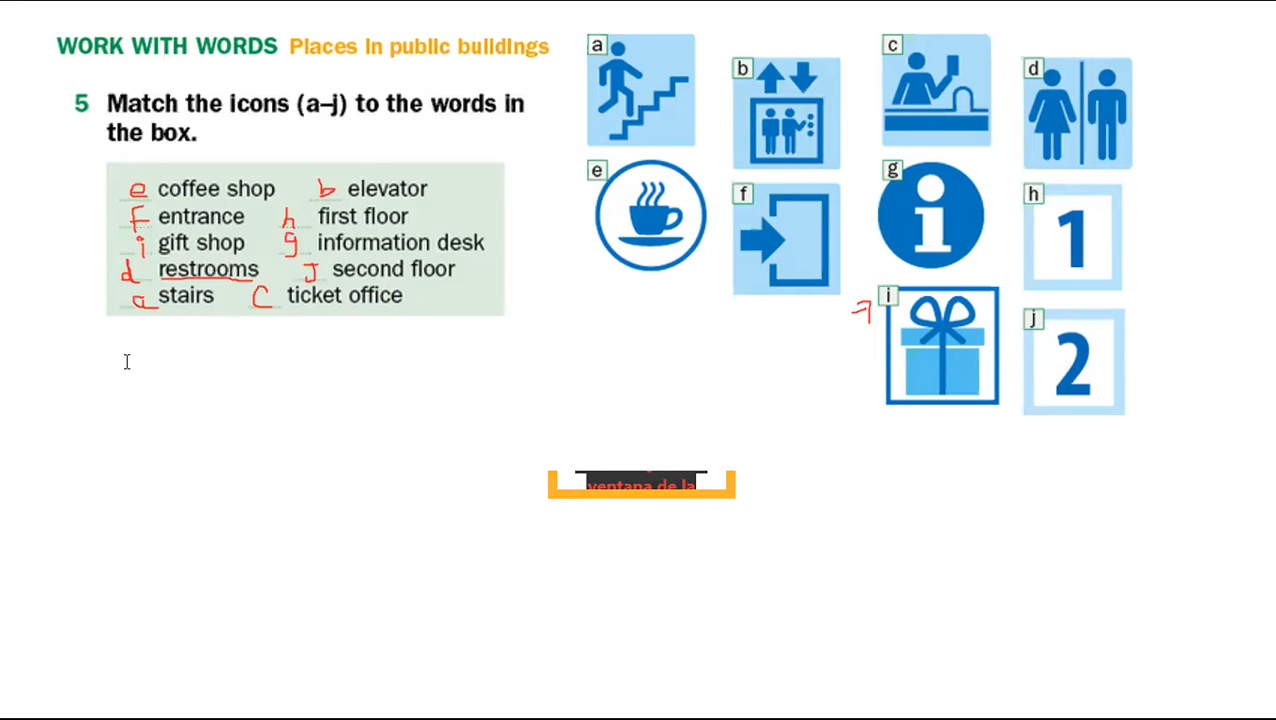 WORK WITH WORDS Places in public buildings
5 Match the icons (a–j) to the words in
the box.
e coffee shop b elevator
F entrance h first floor
i gift shop g information desk
d restrooms J second floor
a stairs C ticket office
a
b
c
d
e
f
g
h
1
i
j
2
ventana de la